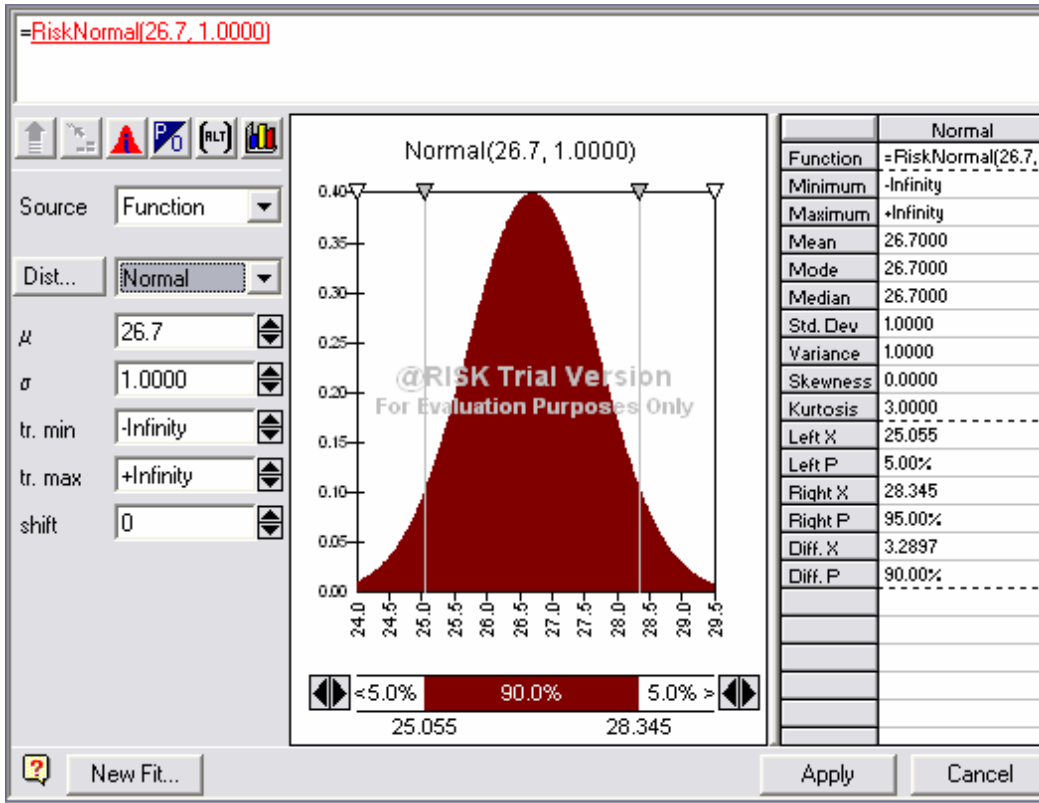 =RiskNormal(26.7, 1.0000)
P O
(ALT)
Source Function
Dist... Normal
μ 26.7
σ 1.0000
tr. min -Infinity
tr. max +Infinity
shift 0
Normal(26.7, 1.0000)
0.40
0.35
0.30
0.25
0.20
0.15
0.10
0.05
0.00
@RISK Trial Version
For Evaluation Purposes Only
24.0 24.5 25.0 25.5 26.0 26.5 27.0 27.5 28.0 28.5 29.0 29.5
<5.0% 90.0% 5.0% >
25.055 28.345
Normal
Function =RiskNormal(26.7,
Minimum -Infinity
Maximum +Infinity
Mean 26.7000
Mode 26.7000
Median 26.7000
Std. Dev 1.0000
Variance 1.0000
Skewness 0.0000
Kurtosis 3.0000
Left X 25.055
Left P 5.00%
Right X 28.345
Right P 95.00%
Diff. X 3.2897
Diff. P 90.00%
? New Fit... Apply Cancel